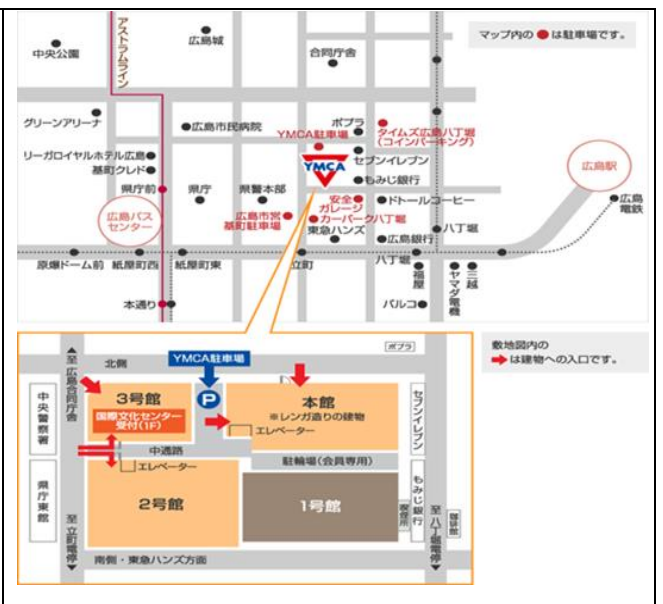 アストラムライン
中央公園
広島城
合同庁舎
マップ内の●は駐車場です。
グリーンアリーナ
広島市民病院
ポプラ
YMCA駐車場
タイムズ広島八丁堀
(コインパーキング)
リーガロイヤルホテル広島
基町クレド
YMCA
セブンイレブン
もみじ銀行
広島駅
県庁前
県庁
県警本部
安全
ガレージ
ドトールコーヒー
広島
電鉄
広島バス
センター
広島市営
基町駐車場
カーパーク八丁堀
東急ハンズ
広島銀行
八丁堀
原爆ドーム前
紙屋町西
紙屋町東
立町
八丁堀
福屋
ヤマダ電機
三越
本通り
パルコ
敷地図内の
➡は建物への入口です。
至広島合同庁舎
北側
YMCA駐車場
ポプラ
中央警察署
3号館
国際文化センター
受付(1F)
P
本館
※レンガ造りの建物
エレベーター
セブンイレブン
中通路
エレベーター
駐輪場(会員専用)
県庁東館
2号館
1号館
喫煙所
もみじ銀行
至立町電停
至八丁堀電停
南側・東急ハンズ方面